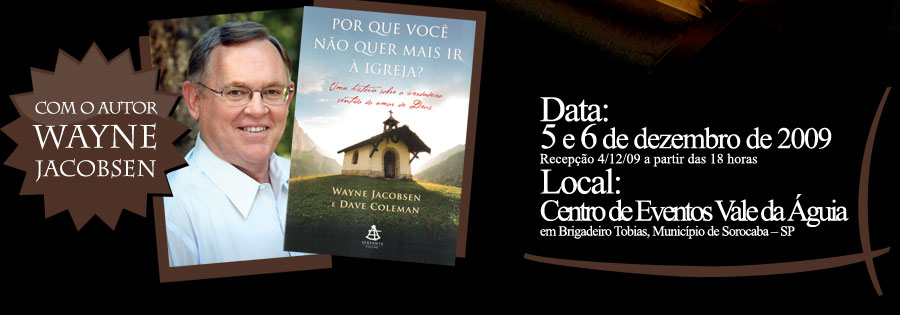 COM O AUTOR
WAYNE
JACOBSEN
POR QUE VOCÊ
NÃO QUER MAIS IR
À IGREJA?
Uma história sobre o verdadeiro
sentido do amor de Deus
WAYNE JACOBSEN
E DAVE COLEMAN
SEXTANTE
Data:
5 e 6 de dezembro de 2009
Recepção 4/12/09 a partir das 18 horas
Local:
Centro de Eventos Vale da Águia
em Brigadeiro Tobias, Município de Sorocaba – SP